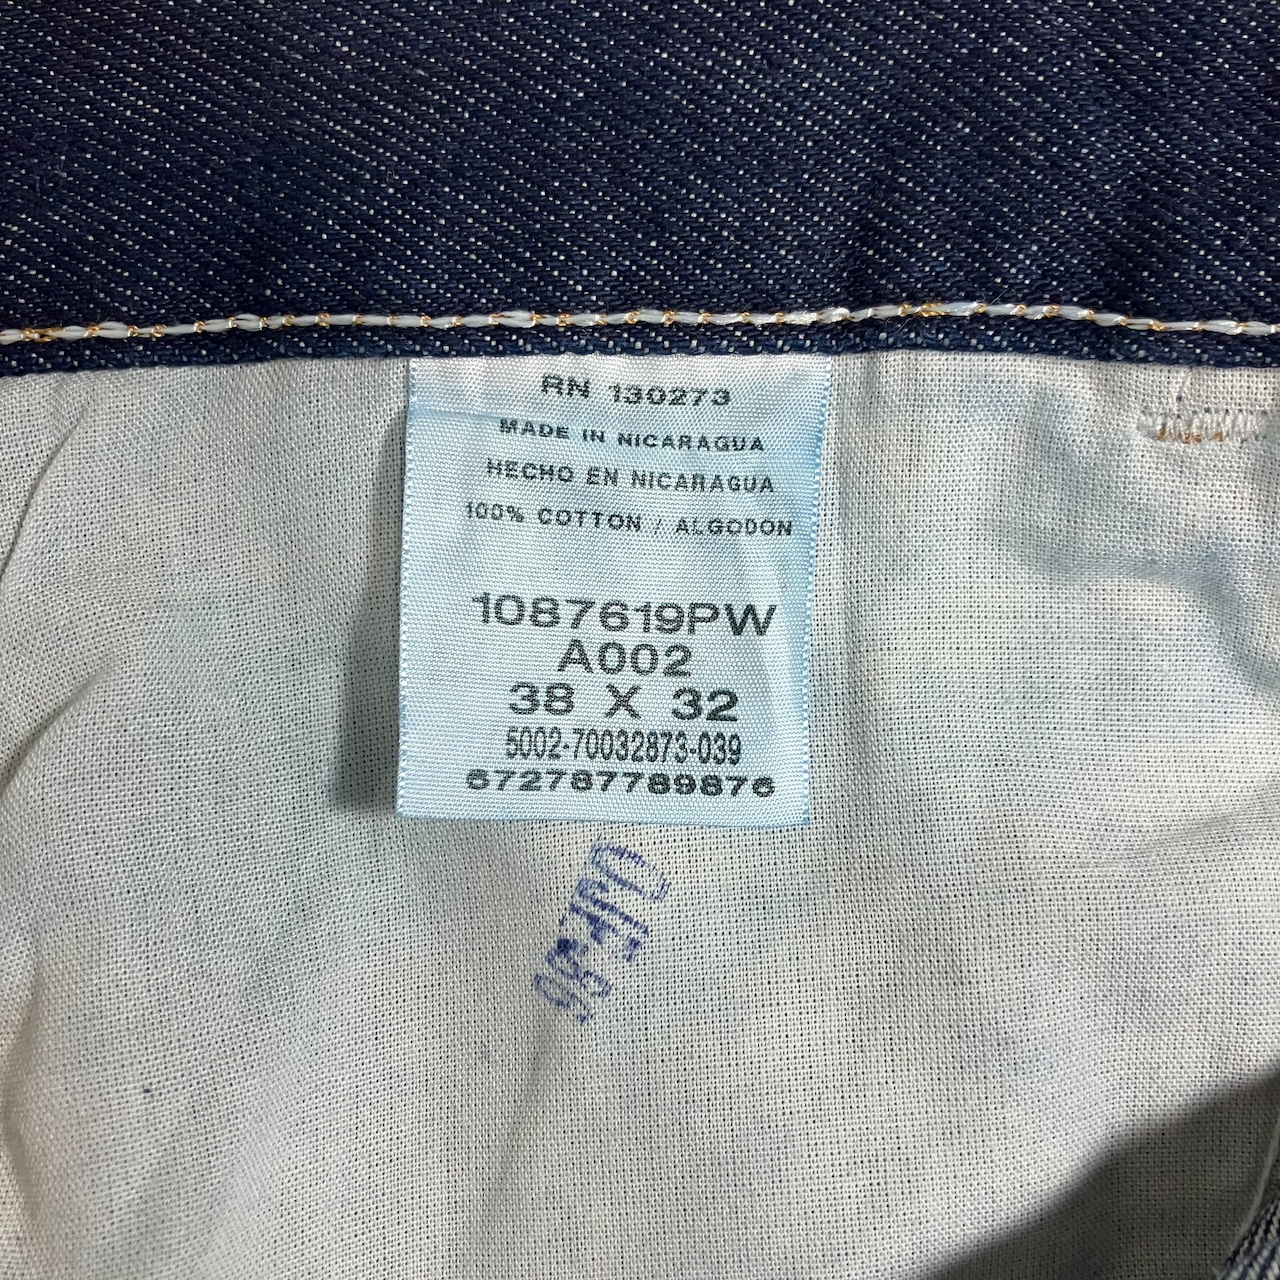 RN 130273
MADE IN NICARAGUA
HECHO EN NICARAGUA
100% COTTON / ALGODON
1087619PW
A002
38 X 32
5002-70032873-039
672787789876